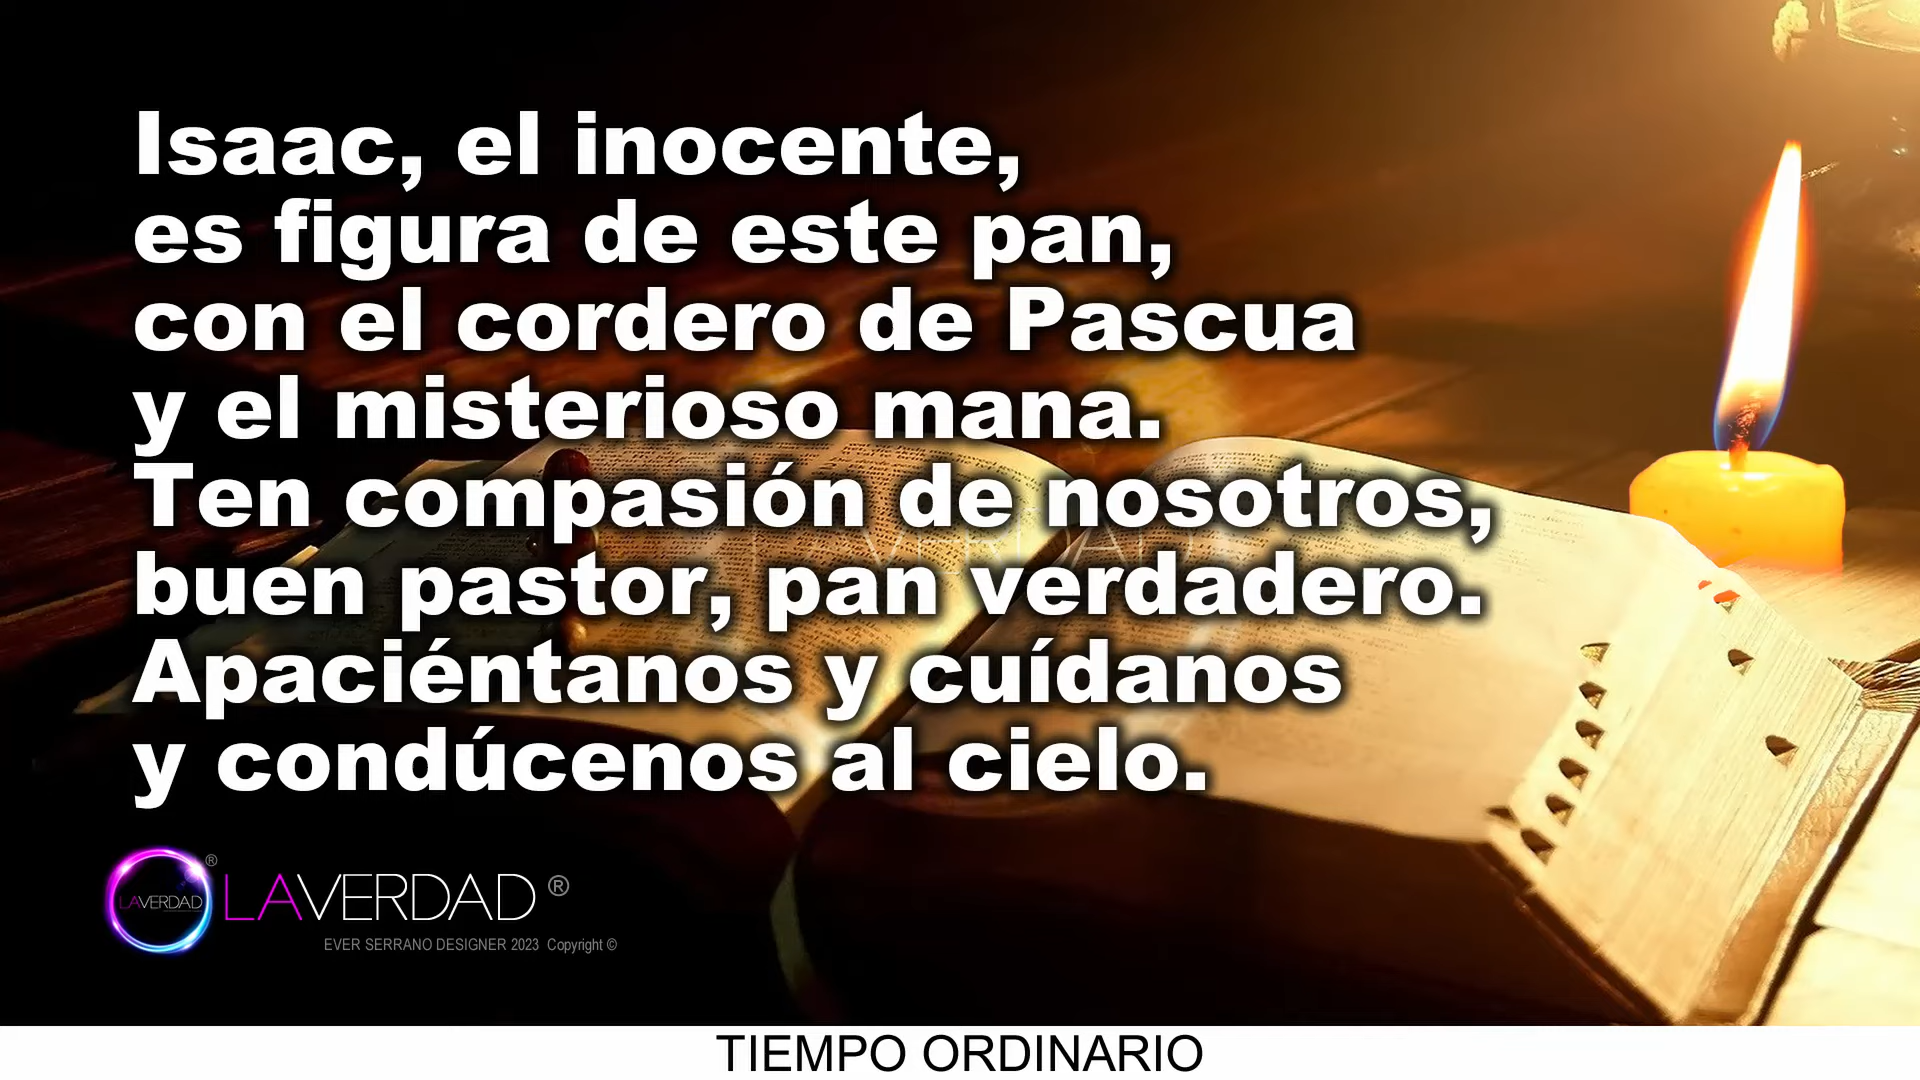 Isaac, el inocente,
es figura de este pan,
con el cordero de Pascua
y el misterioso mana.
Ten compasión de nosotros,
buen pastor, pan verdadero.
Apaciéntanos y cuídanos
y condúcenos al cielo.
LAVERDAD ®
LAVERDAD ®
EVER SERRANO DESIGNER 2023 Copyright ©
TIEMPO ORDINARIO